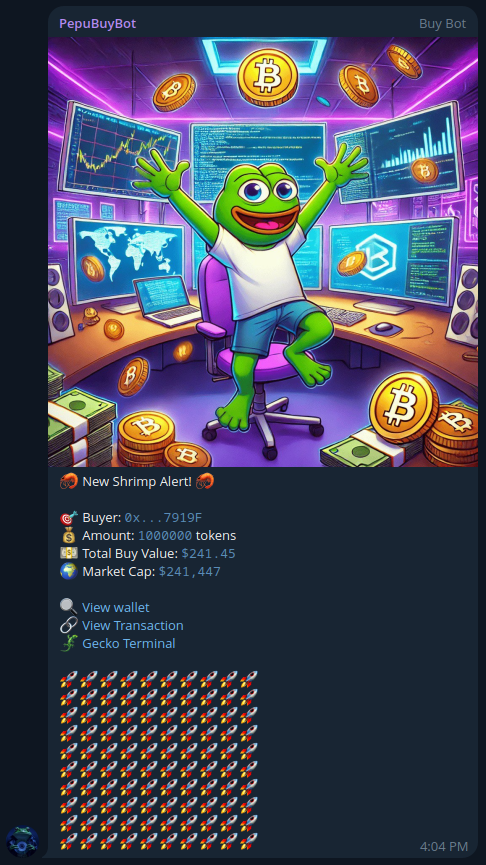 PepuBuyBot Buy Bot
🦐 New Shrimp Alert! 🦐
🎯 Buyer: 0x...7919F
💰 Amount: 1000000 tokens
💵 Total Buy Value: $241.45
🌍 Market Cap: $241,447
🔍 View wallet
🔗 View Transaction
🦎 Gecko Terminal
🚀🚀🚀🚀🚀🚀🚀🚀🚀🚀
🚀🚀🚀🚀🚀🚀🚀🚀🚀🚀
🚀🚀🚀🚀🚀🚀🚀🚀🚀🚀
🚀🚀🚀🚀🚀🚀🚀🚀🚀🚀
🚀🚀🚀🚀🚀🚀🚀🚀🚀🚀
🚀🚀🚀🚀🚀🚀🚀🚀🚀🚀
🚀🚀🚀🚀🚀🚀🚀🚀🚀🚀
🚀🚀🚀🚀🚀🚀🚀🚀🚀🚀
🚀🚀🚀🚀🚀🚀🚀🚀🚀🚀
🚀🚀🚀🚀🚀🚀🚀🚀🚀🚀
4:04 PM